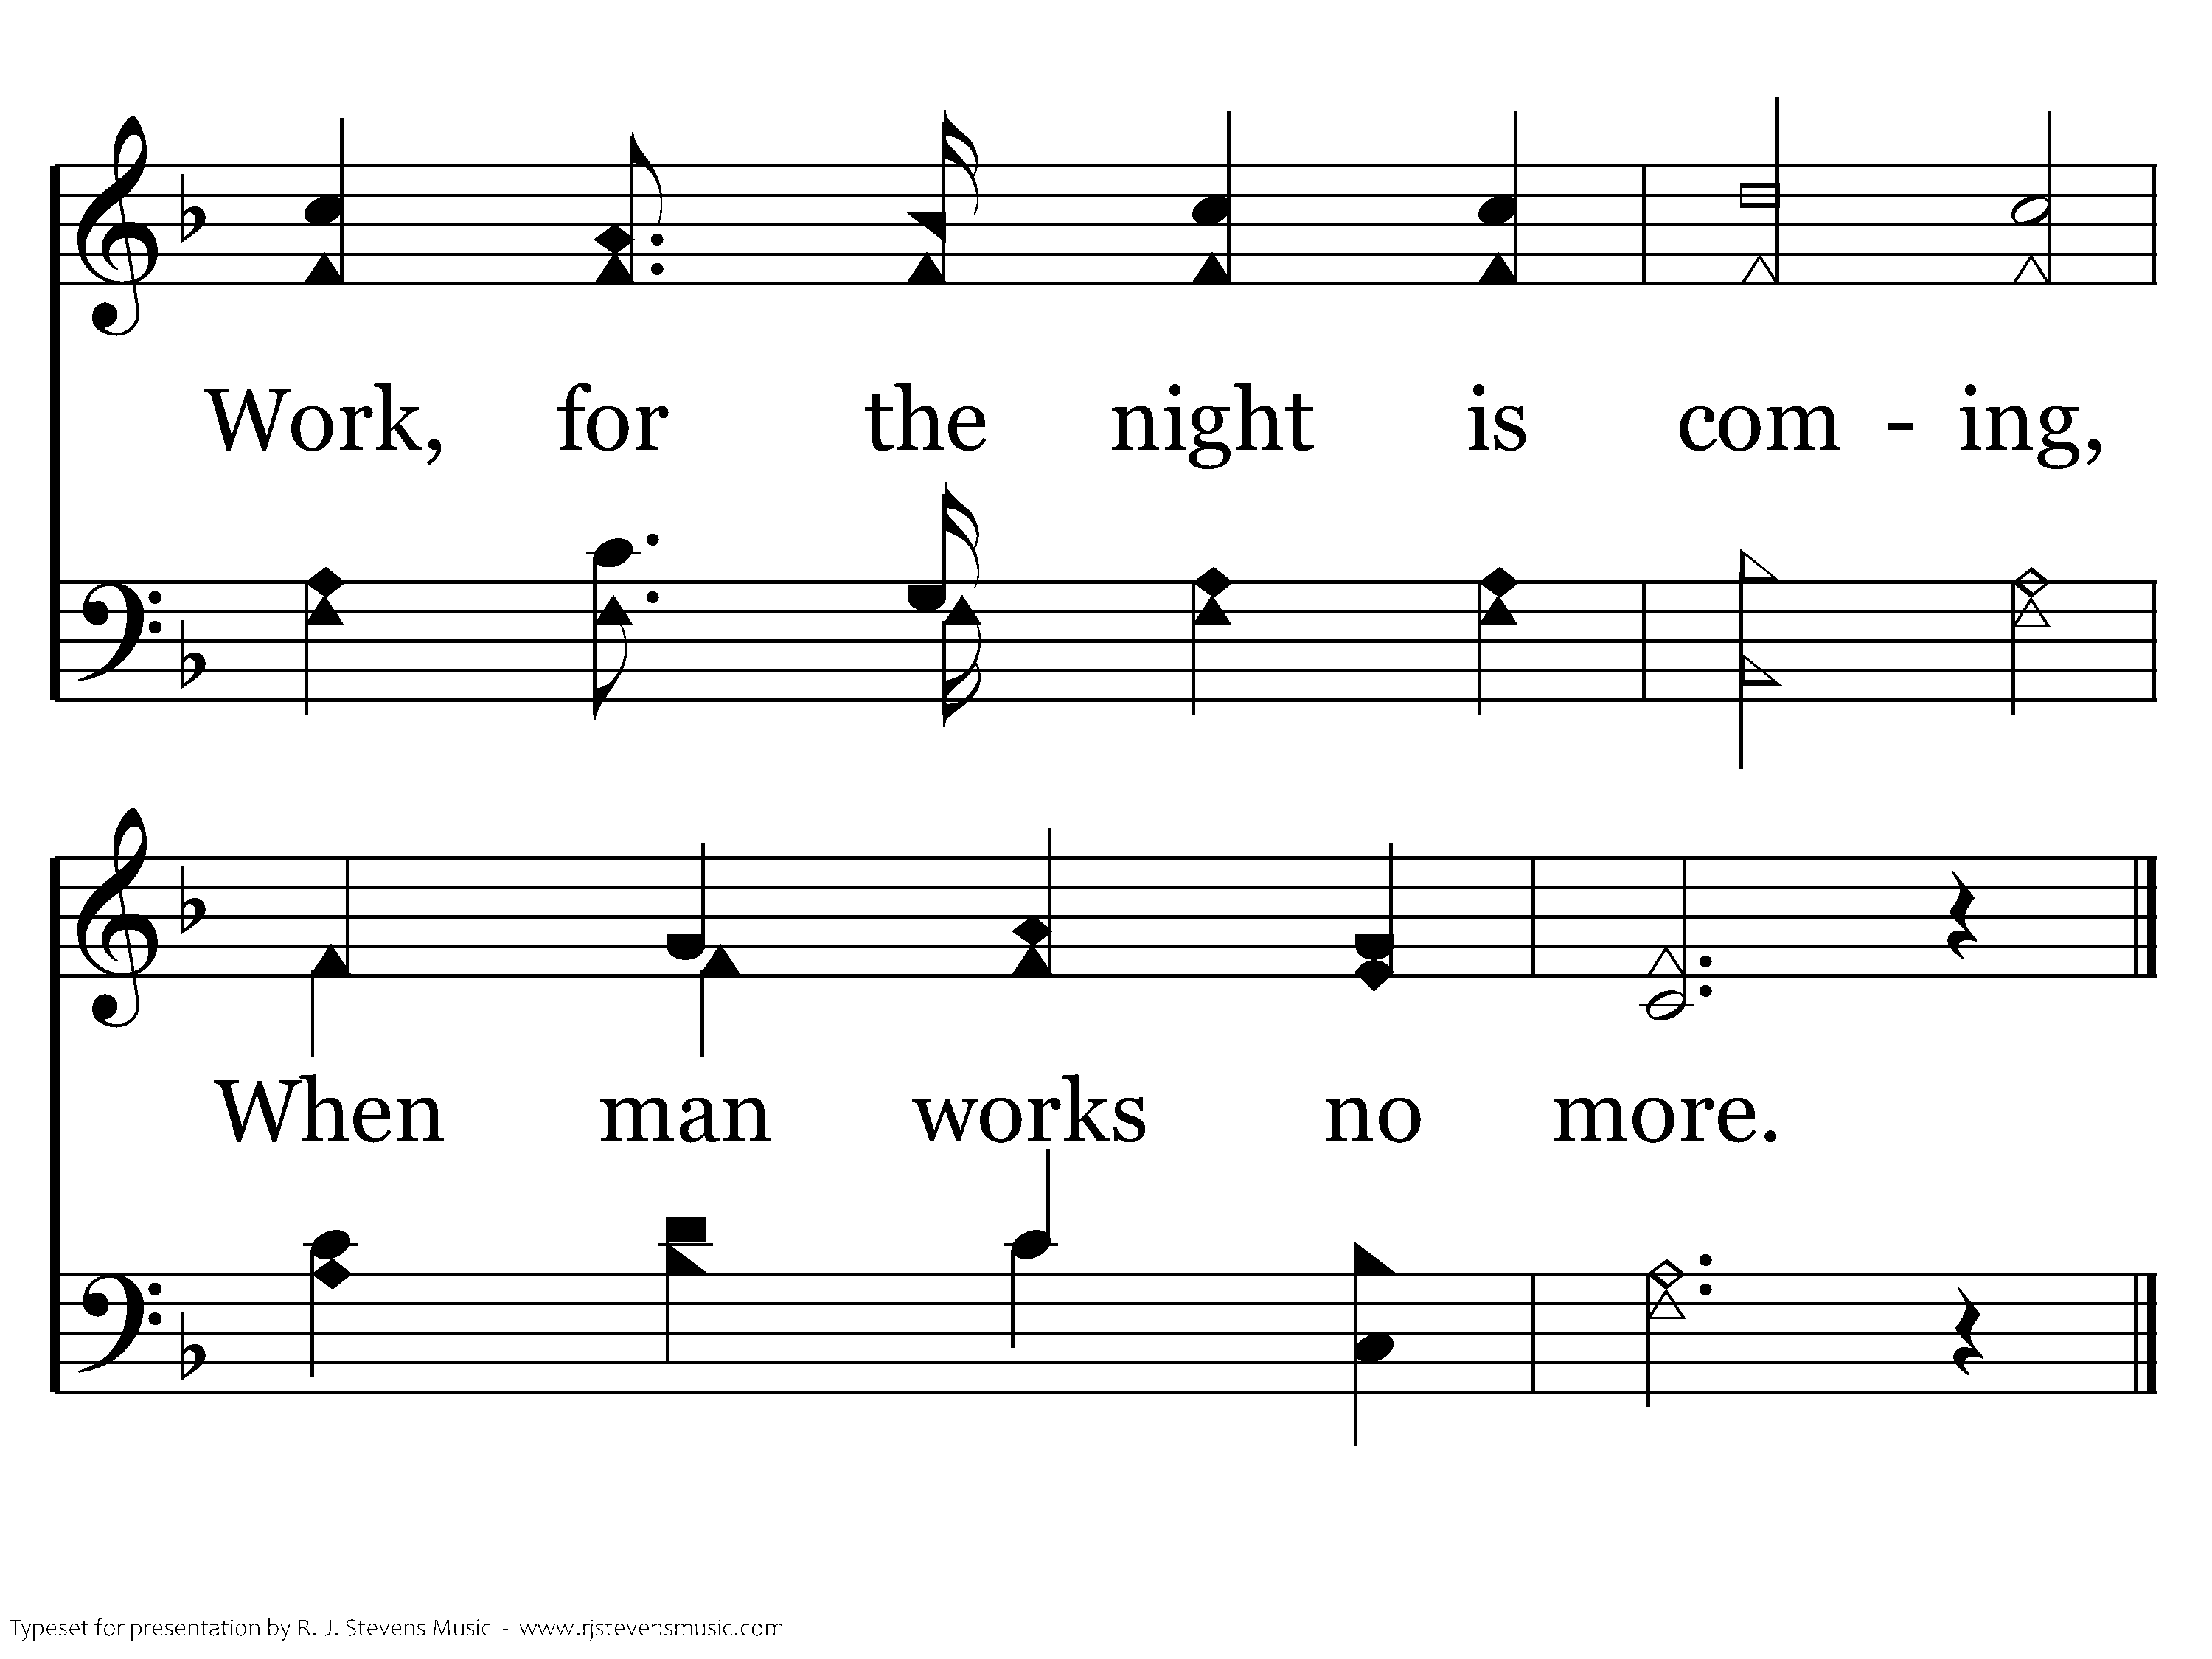 Work, for the night is com - ing,
When man works no more.
Typeset for presentation by R. J. Stevens Music - www.rjstevensmusic.com